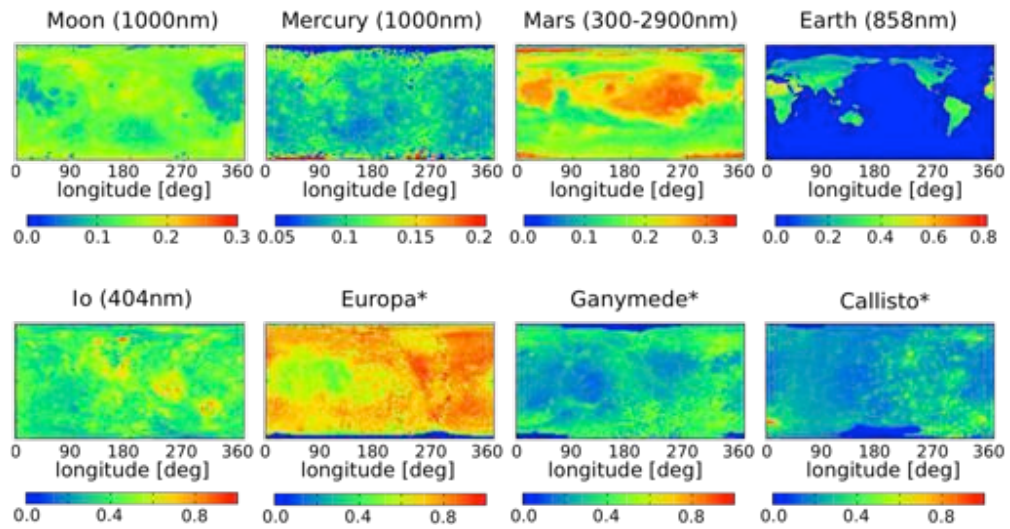 Moon (1000nm) Mercury (1000nm) Mars (300-2900nm) Earth (858nm)
0 90 180 270 360 0 90 180 270 360 0 90 180 270 360 0 90 180 270 360
longitude [deg] longitude [deg] longitude [deg] longitude [deg]
0.0 0.1 0.2 0.3 0.05 0.1 0.15 0.2 0.0 0.1 0.2 0.3 0.0 0.2 0.4 0.6 0.8
Io (404nm) Europa* Ganymede* Callisto*
0 90 180 270 360 0 90 180 270 360 0 90 180 270 360 0 90 180 270 360
longitude [deg] longitude [deg] longitude [deg] longitude [deg]
0.0 0.4 0.8 0.0 0.4 0.8 0.0 0.4 0.8 0.0 0.4 0.8